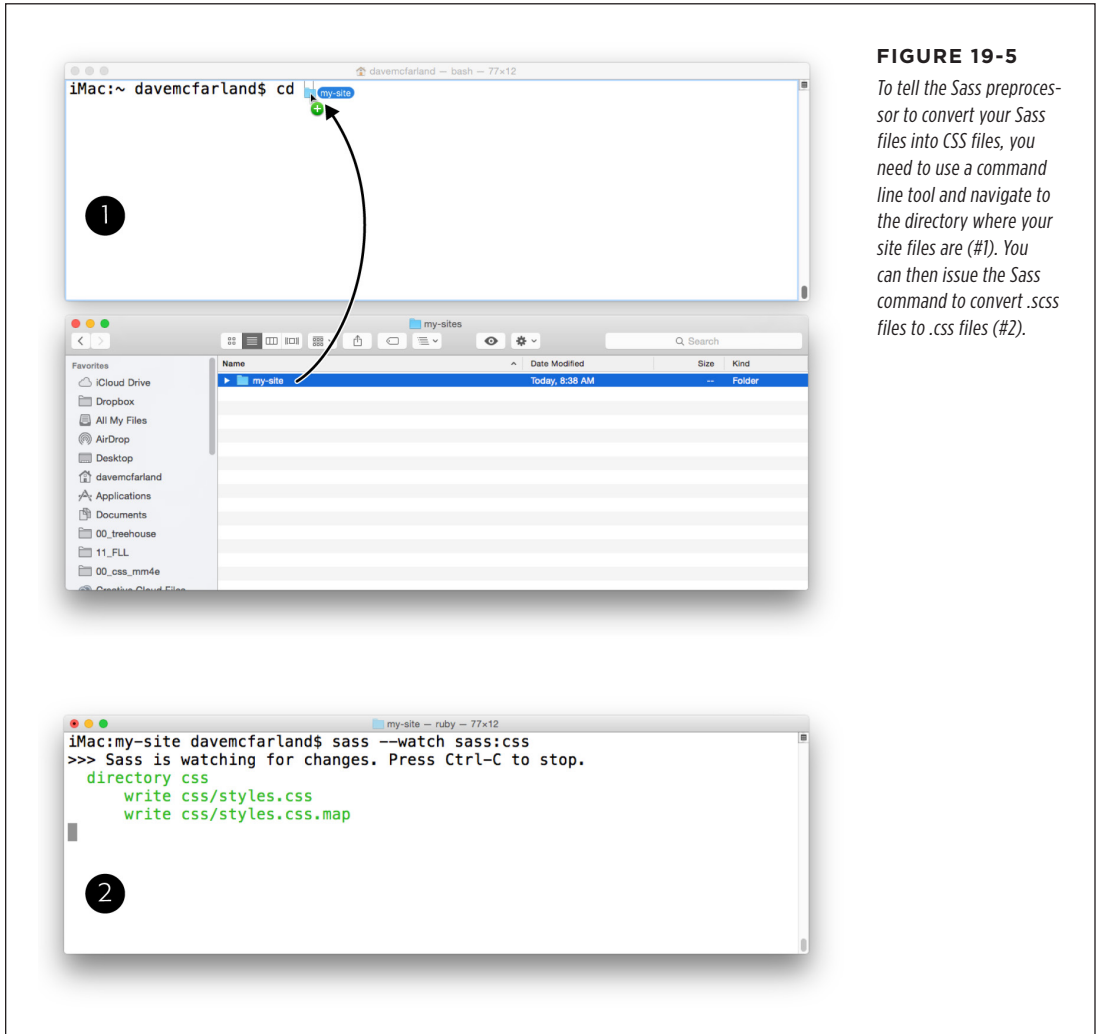 davemcfarland — bash — 77×12
iMac:~ davemcfarland$ cd
my-site
1
my-sites
Search
Favorites
iCloud Drive
Dropbox
All My Files
AirDrop
Desktop
davemcfarland
Applications
Documents
00_treehouse
11_FLL
00_css_mm4e
Creative Cloud Files
Name Date Modified Size Kind
my-site Today, 8:38 AM -- Folder
my-site — ruby — 77×12
iMac:my-site davemcfarland$ sass --watch sass:css
>>> Sass is watching for changes. Press Ctrl-C to stop.
directory css
write css/styles.css
write css/styles.css.map
2
FIGURE 19-5
To tell the Sass preproces-
sor to convert your Sass
files into CSS files, you
need to use a command
line tool and navigate to
the directory where your
site files are (#1). You
can then issue the Sass
command to convert .scss
files to .css files (#2).